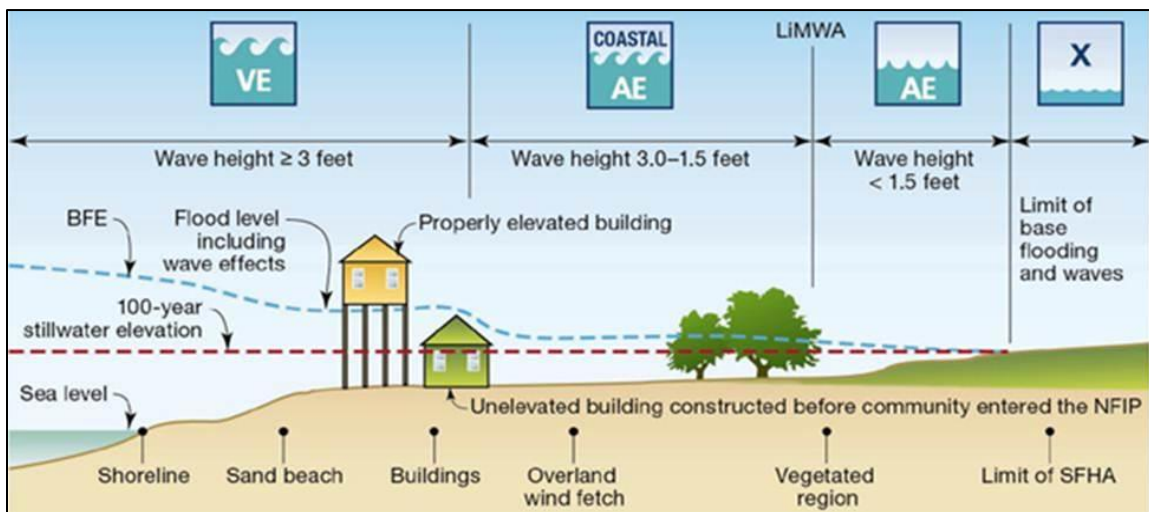 VE
COASTAL
AE
LiMWA
AE
X
Wave height ≥ 3 feet
Wave height 3.0–1.5 feet
Wave height
< 1.5 feet
BFE
Flood level
including
wave effects
Properly elevated building
Limit of
base
flooding
and waves
100-year
stillwater elevation
Sea level
Unelevated building constructed before community entered the NFIP
Shoreline
Sand beach
Buildings
Overland
wind fetch
Vegetated
region
Limit of SFHA